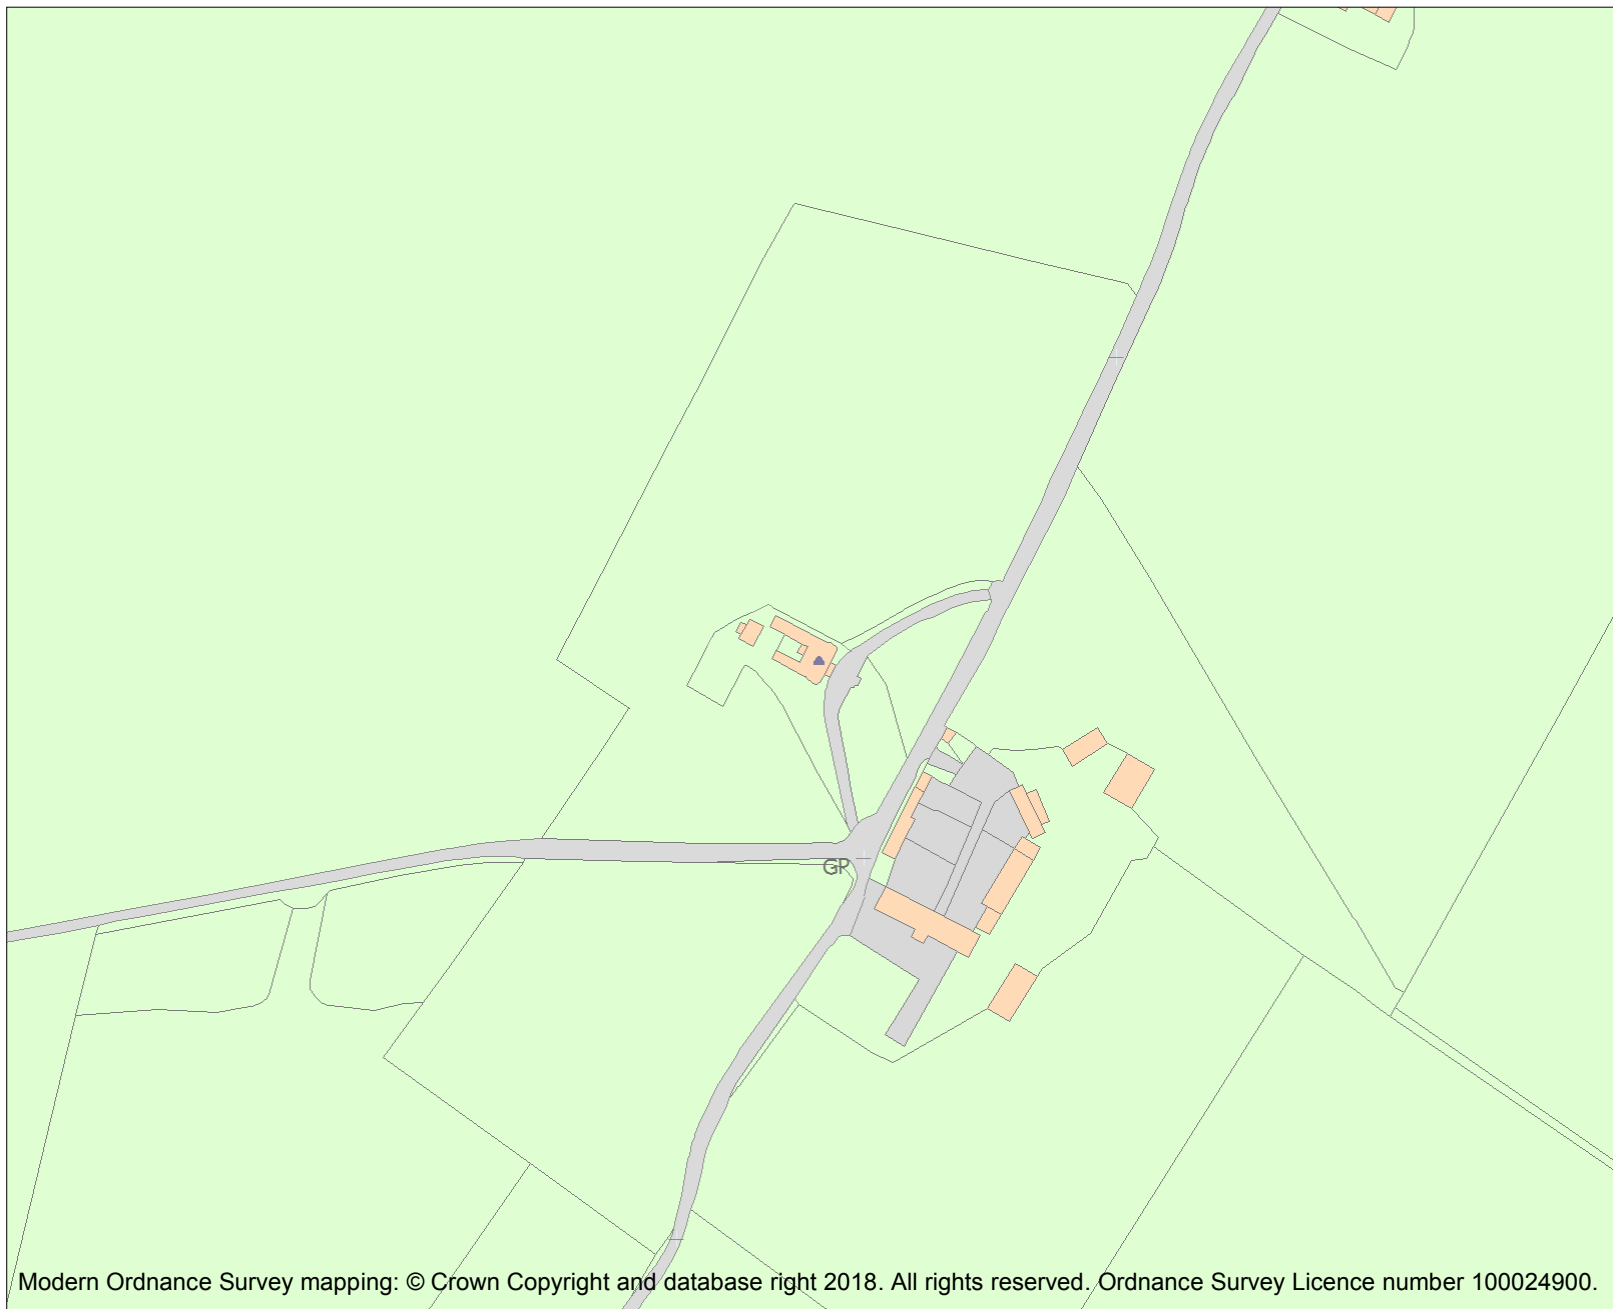 GP
Modern Ordnance Survey mapping: © Crown Copyright and database right 2018. All rights reserved. Ordnance Survey Licence number 100024900.